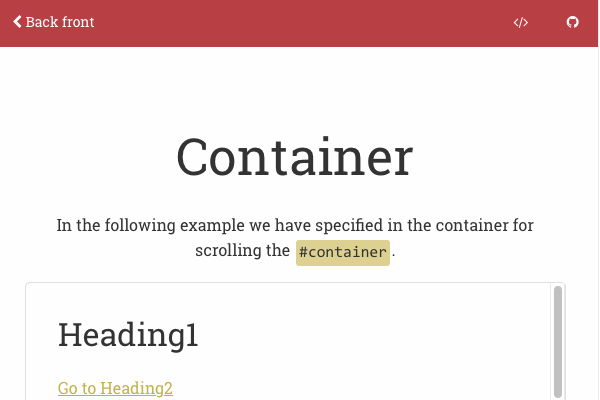 Back front
</>
Container
In the following example we have specified in the container for
scrolling the #container.
Heading1
Go to Heading2